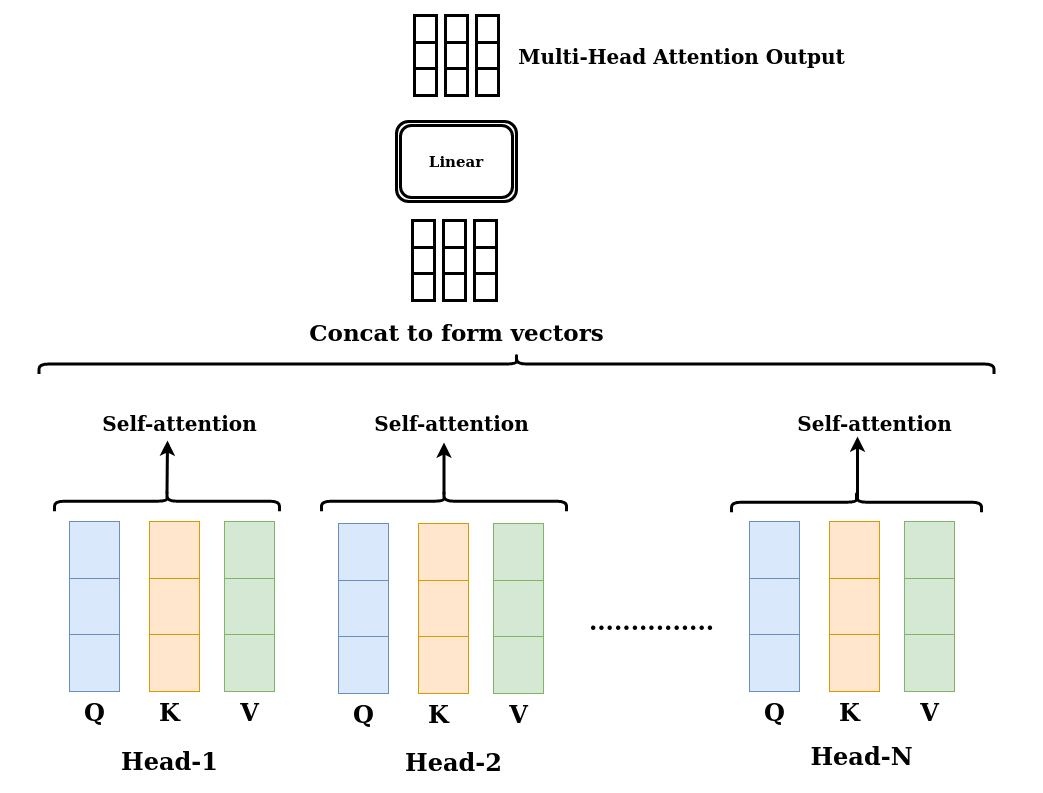 Multi-Head Attention Output
Linear
Concat to form vectors
Self-attention Self-attention Self-attention
...............
Q K V Q K V Q K V
Head-1 Head-2 Head-N